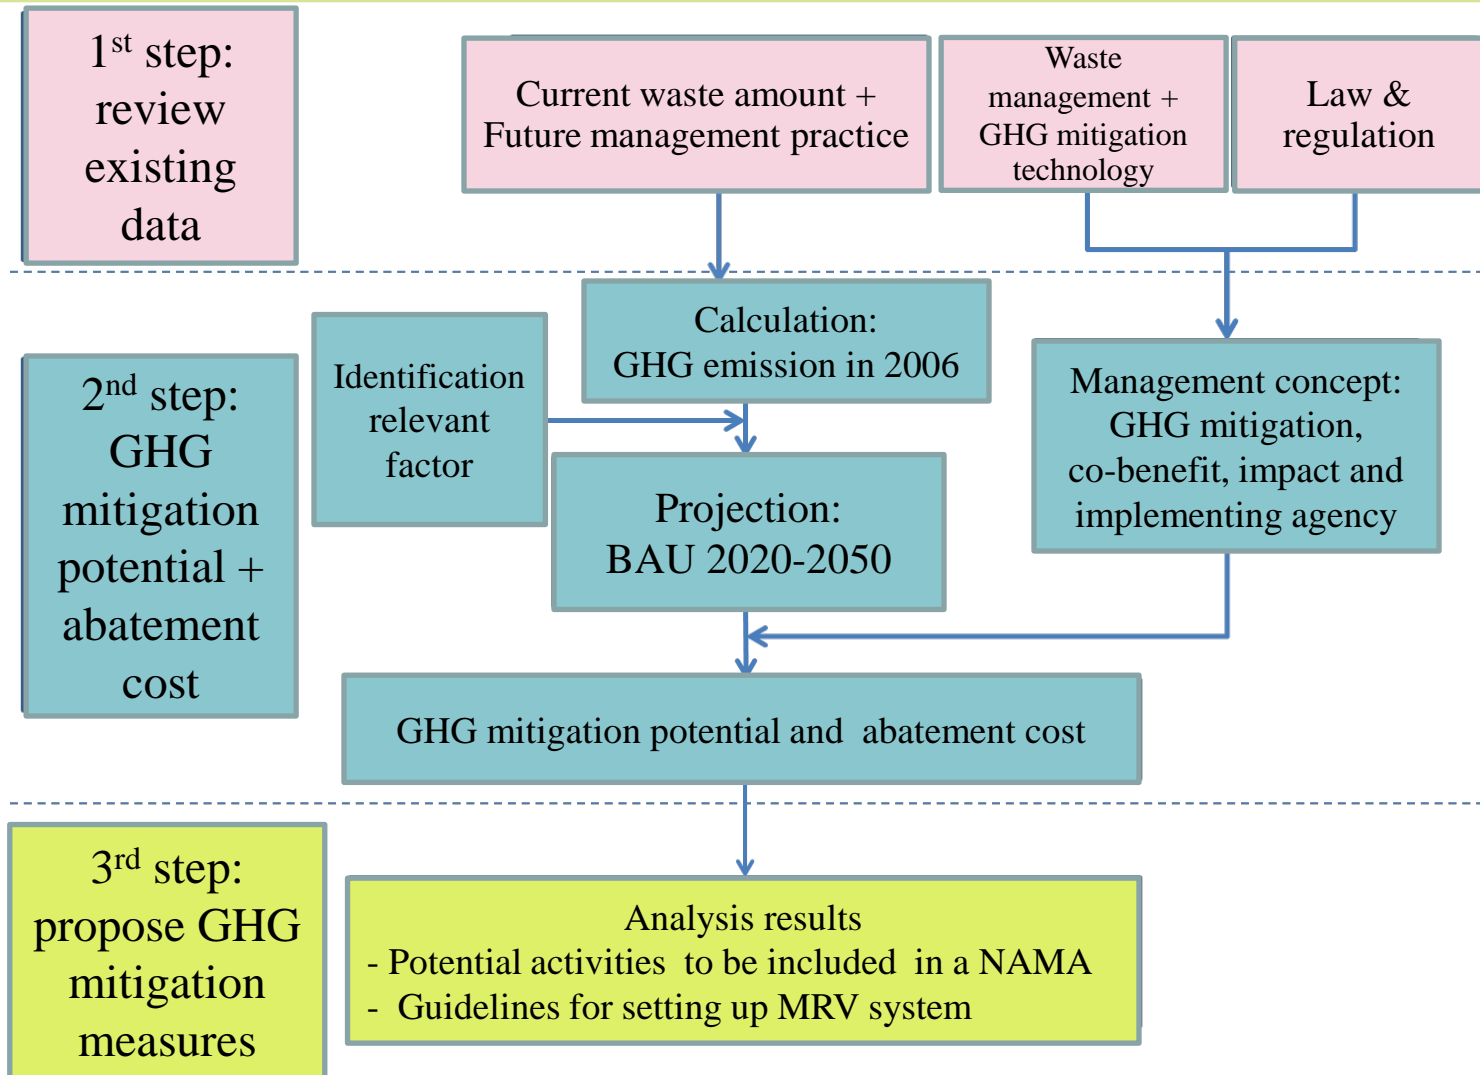 1st step:
review
existing
data
Current waste amount +
Future management practice
Waste
management +
GHG mitigation
technology
Law &
regulation
2nd step:
GHG
mitigation
potential +
abatement
cost
Identification
relevant
factor
Calculation:
GHG emission in 2006
Projection:
BAU 2020-2050
Management concept:
GHG mitigation,
co-benefit, impact and
implementing agency
GHG mitigation potential and abatement cost
3rd step:
propose GHG
mitigation
measures
Analysis results
- Potential activities to be included in a NAMA
- Guidelines for setting up MRV system